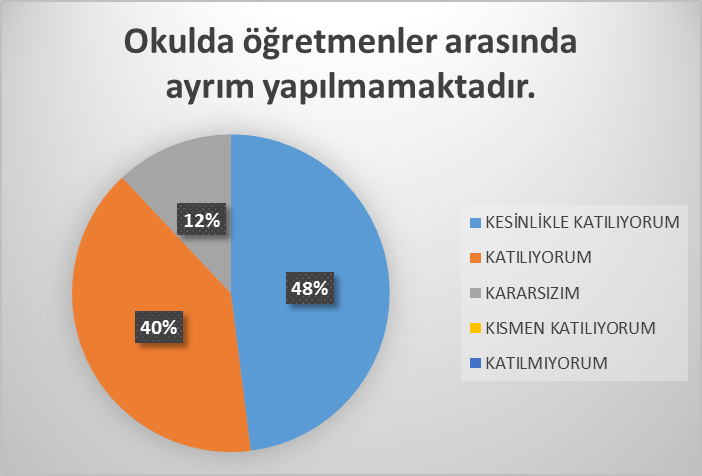 Okulda öğretmenler arasında
ayrım yapılmamaktadır.
12%
48%
40%
KESİNLİKLE KATILIYORUM
KATILIYORUM
KARARSIZIM
KISMEN KATILIYORUM
KATILMIYORUM